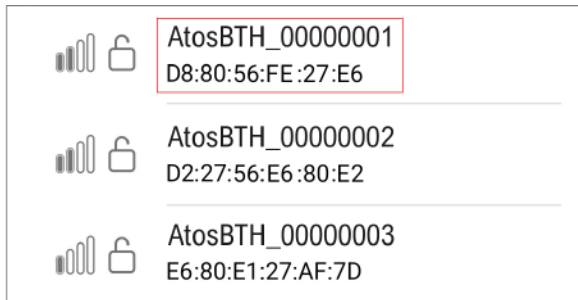 AtosBTH_00000001
D8:80:56:FE:27:E6
AtosBTH_00000002
D2:27:56:E6:80:E2
AtosBTH_00000003
E6:80:E1:27:AF:7D